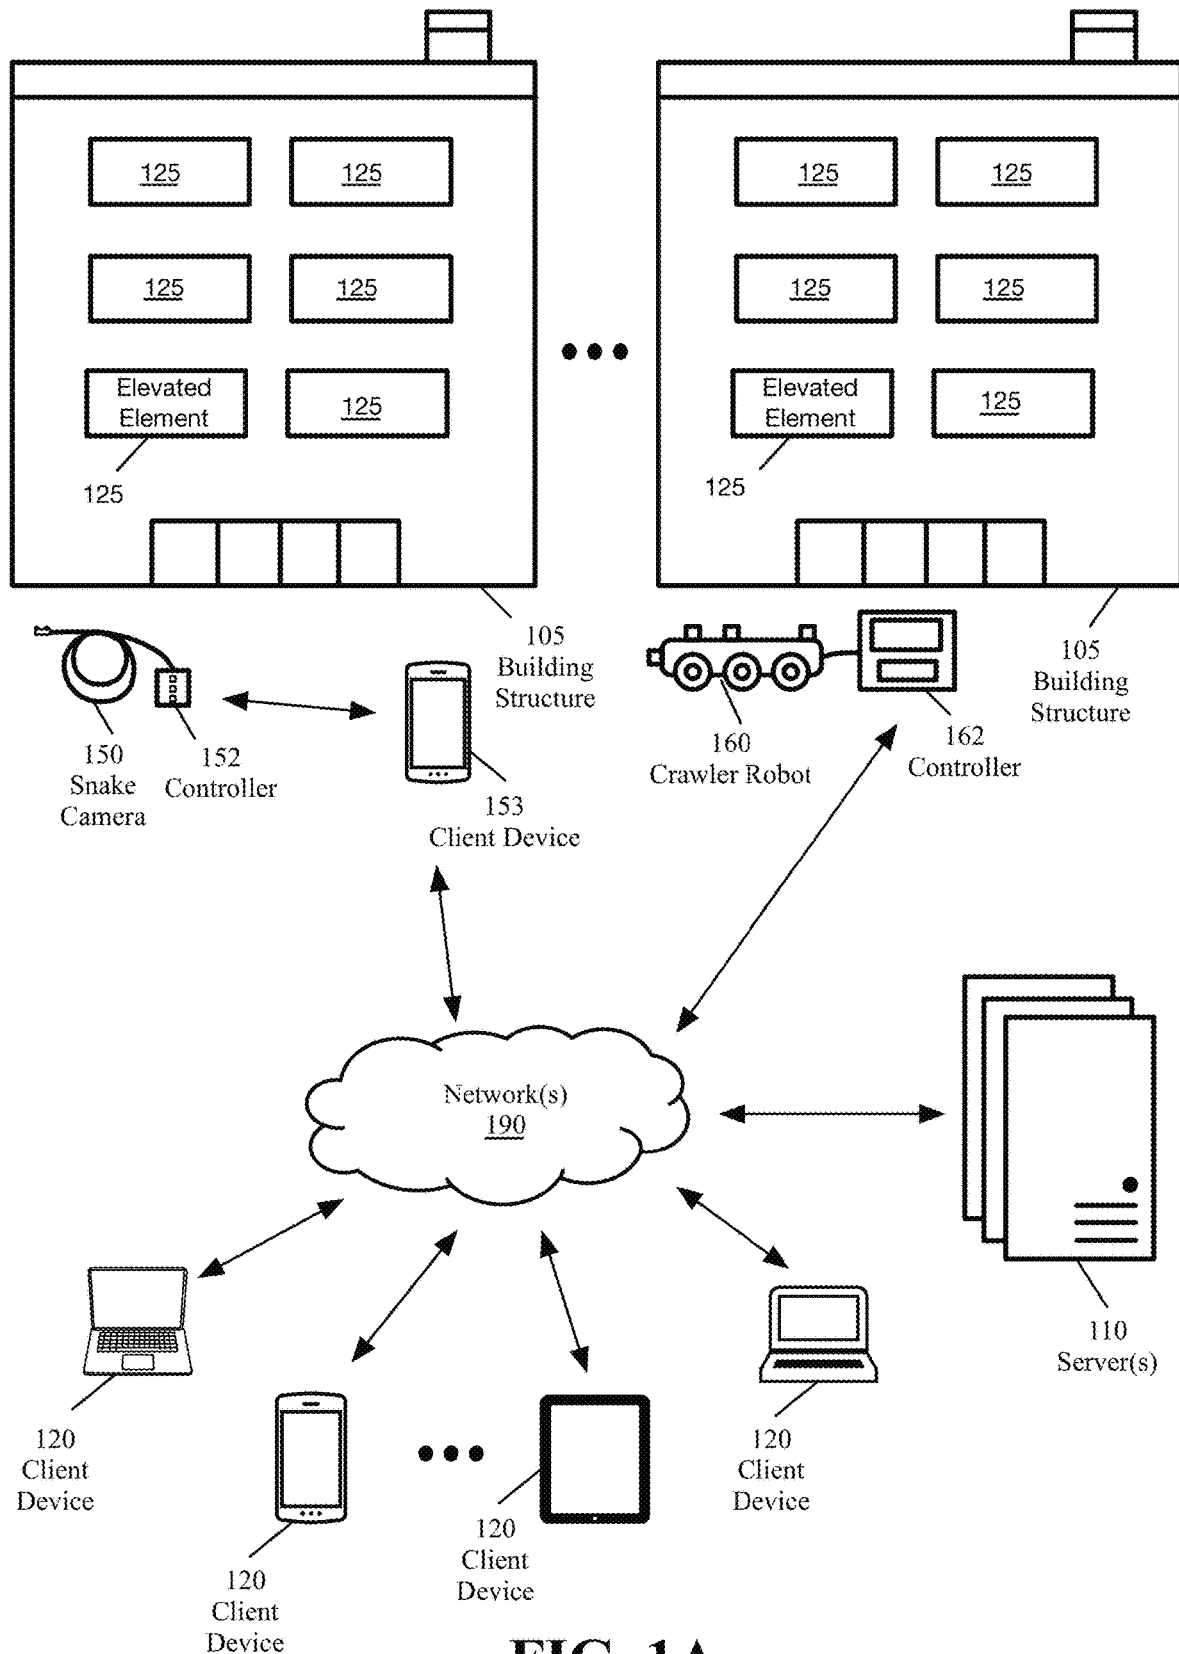 125
125
125
125
125
125
125
125
Elevated
Element
125
125
Elevated
Element
125
125
105
Building
Structure
105
Building
Structure
150
Snake
Camera
152
Controller
153
Client Device
160
Crawler Robot
162
Controller
Network(s)
190
110
Server(s)
120
Client
Device
120
Client
Device
120
Client
Device
120
Client
Device
FIG. 1A